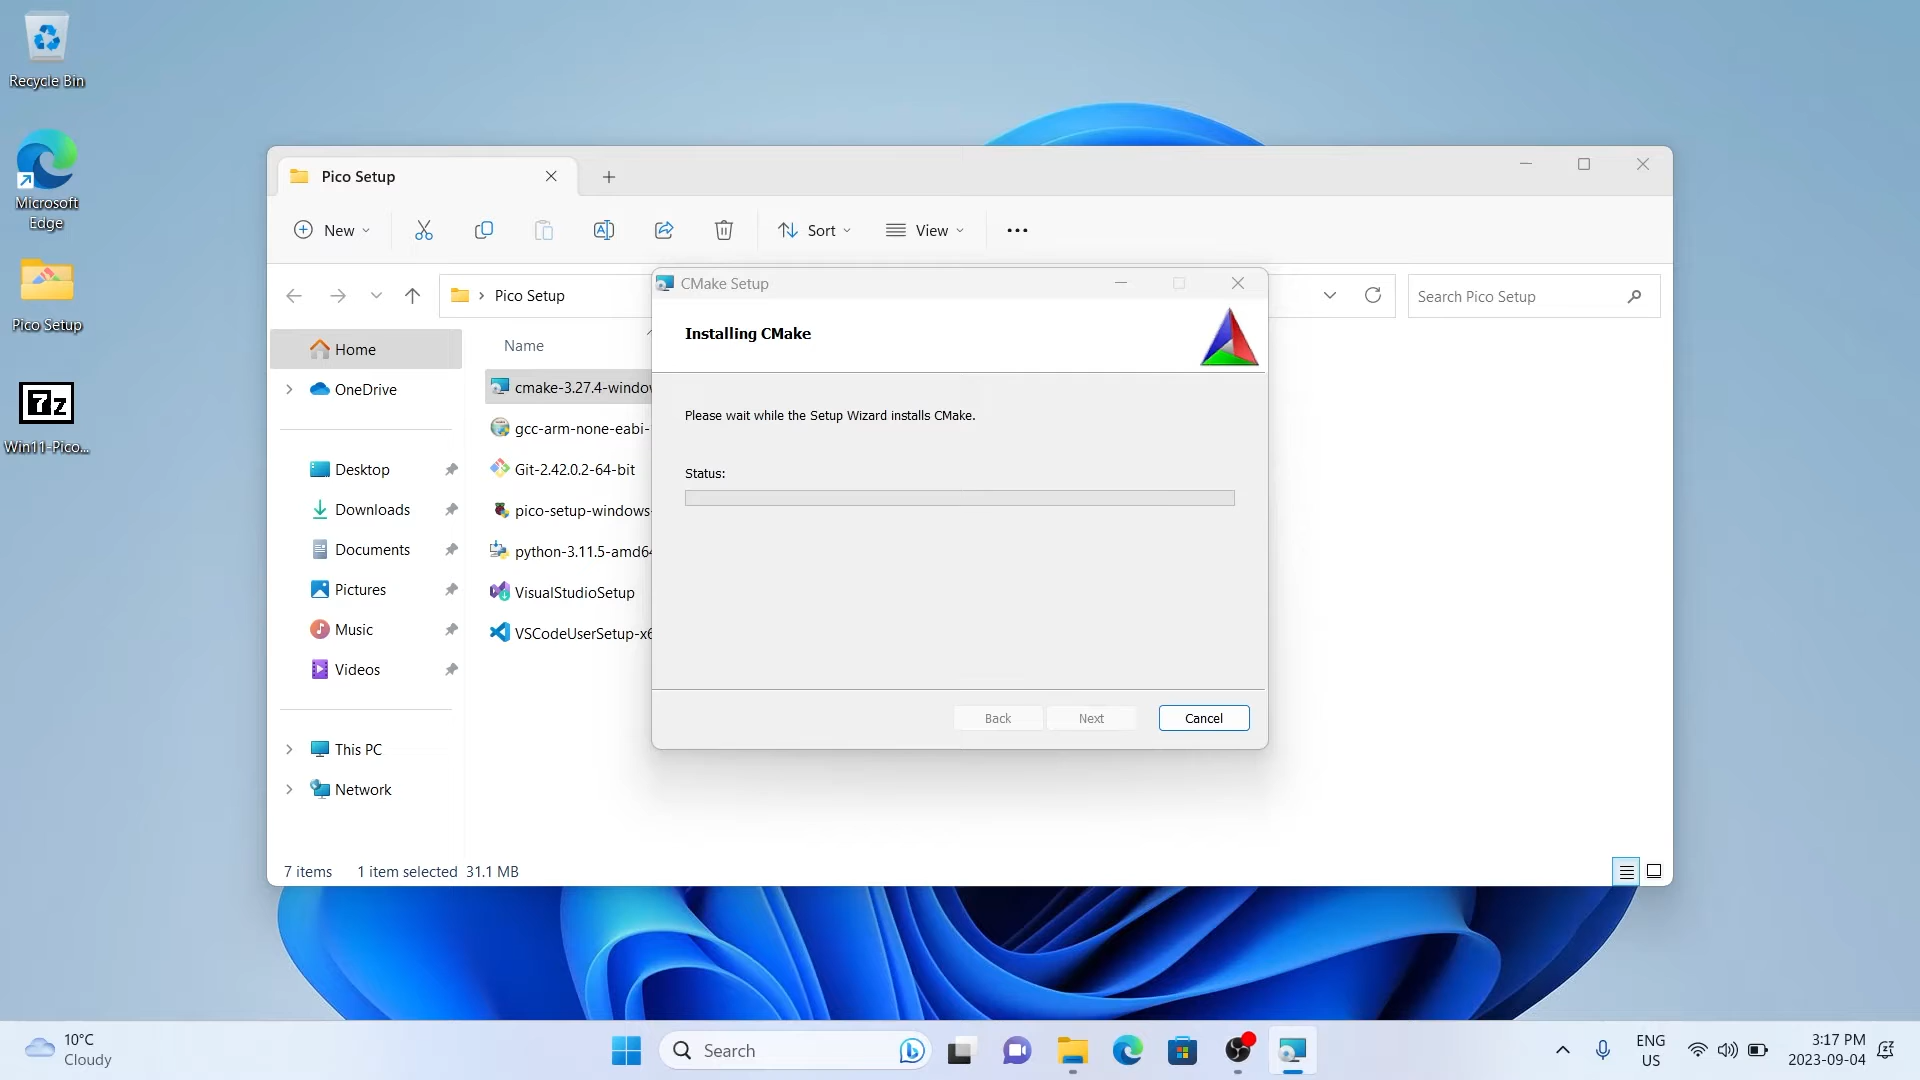 Recycle Bin
Microsoft
Edge
Pico Setup
7z
Win11-Pico...
Pico Setup
New
Sort
View
Pico Setup
Search Pico Setup
Home
OneDrive
Desktop
Downloads
Documents
Pictures
Music
Videos
This PC
Network
Name
cmake-3.27.4-window
gcc-arm-none-eabi-
Git-2.42.0.2-64-bit
pico-setup-windows-
python-3.11.5-amd64
VisualStudioSetup
VSCodeUserSetup-x6
CMake Setup
Installing CMake
Please wait while the Setup Wizard installs CMake.
Status:
Back
Next
Cancel
7 items
1 item selected
31.1 MB
10°C
Cloudy
Search
ENG
US
3:17 PM
2023-09-04